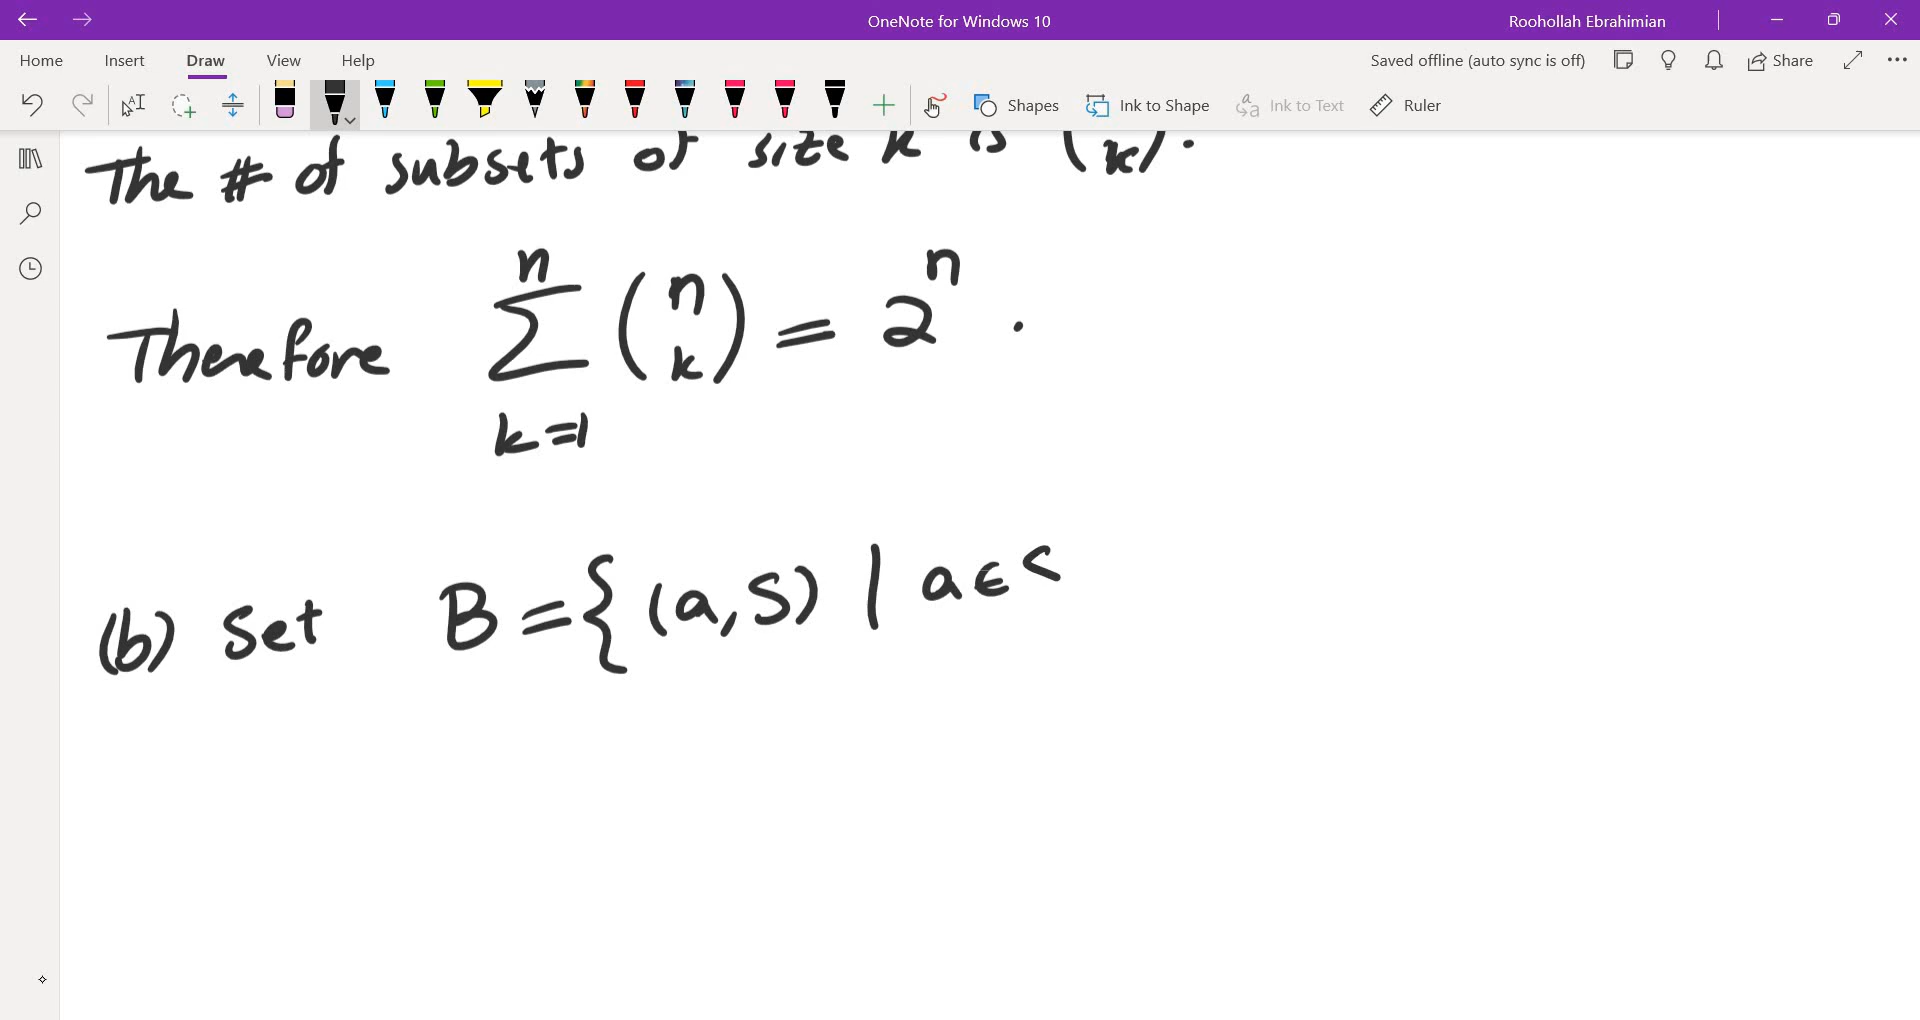 OneNote for Windows 10
Roohollah Ebrahimian
Home Insert Draw View Help
Saved offline (auto sync is off) Share
Shapes Ink to Shape Ink to Text Ruler
The # of subsets of size k is ( k).
Therefore ∑_{k=1}^{n} (n k) = 2^n .
(b) Set B = { (a, S) | a ∈